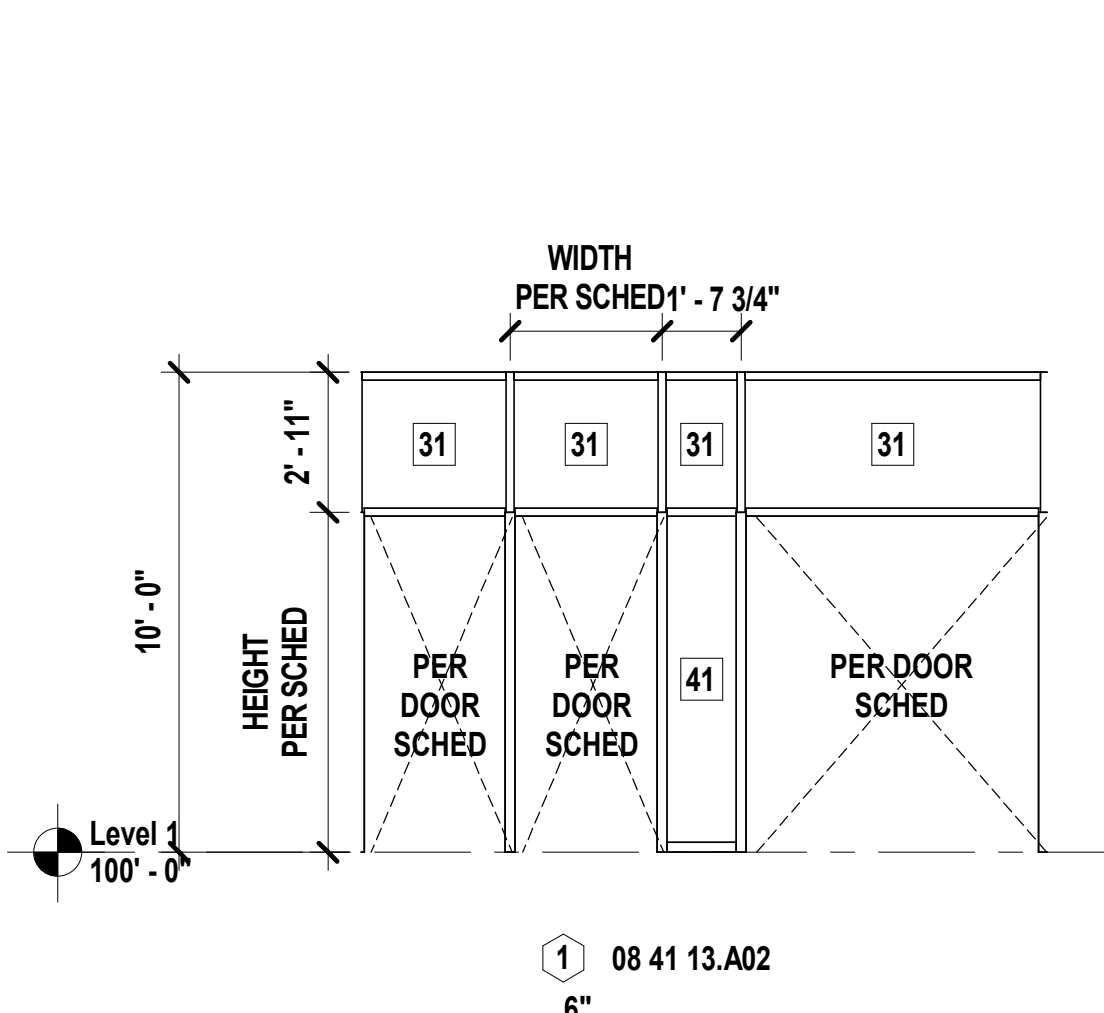 WIDTH
PER SCHED
1' - 7 3/4"
2' - 11"
31
31
31
31
10' - 0"
HEIGHT
PER SCHED
PER
DOOR
SCHED
PER
DOOR
SCHED
41
PER DOOR
SCHED
Level 1
100' - 0"
1 08 41 13.A02
6"